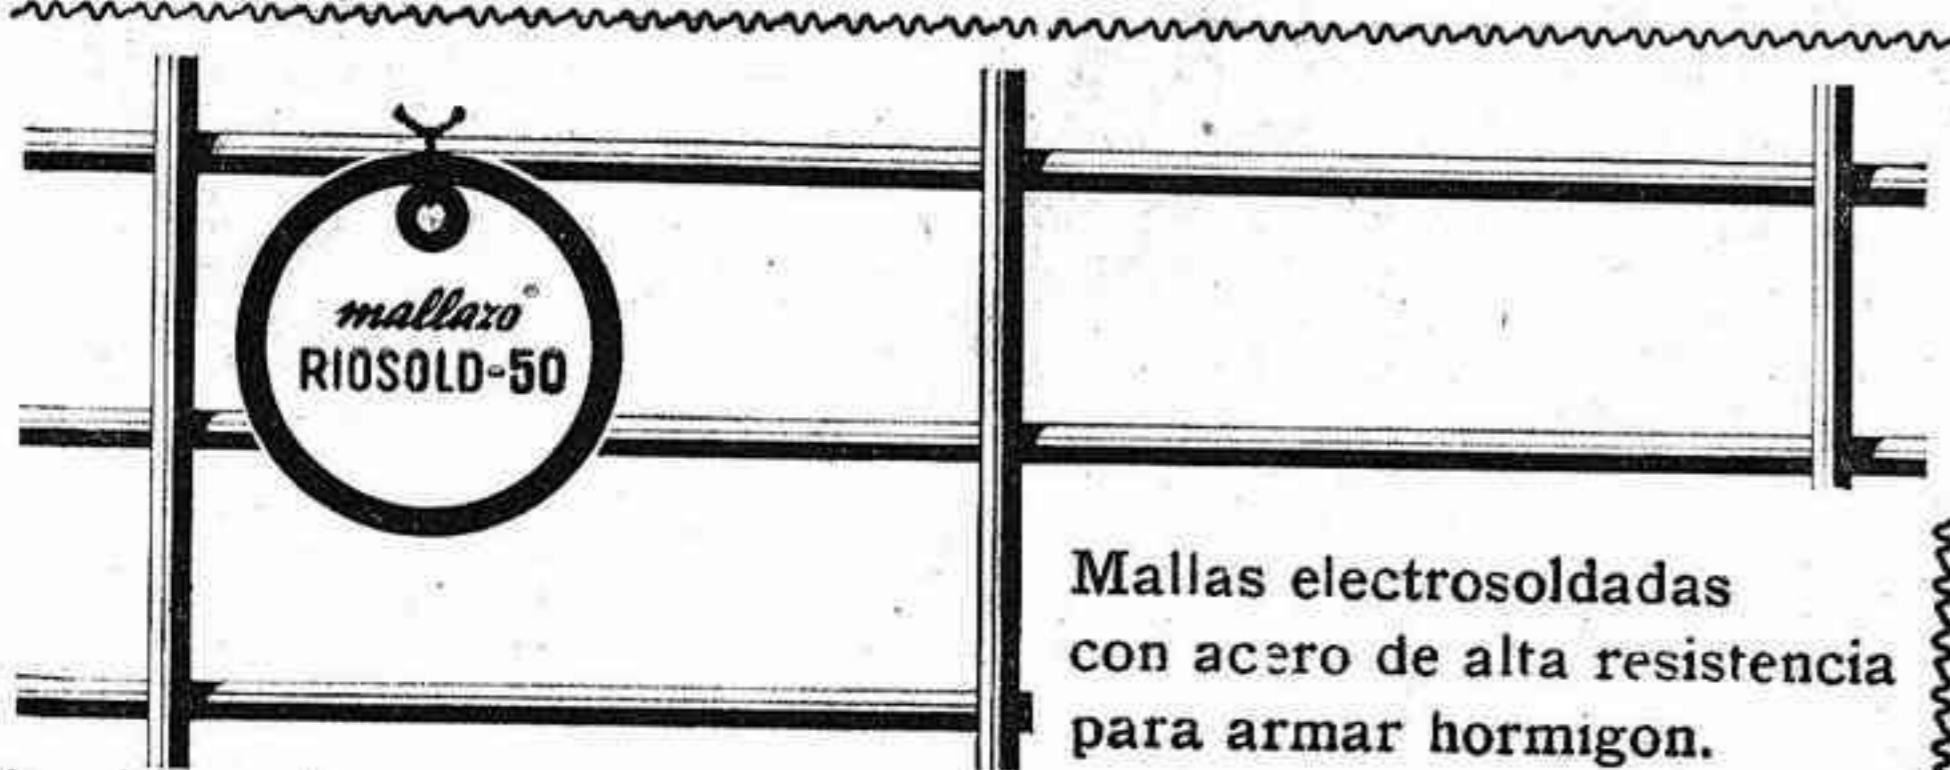 mallazo®
RIOSOLD-50
Mallas electrosoldadas
con acero de alta resistencia
para armar hormigon.